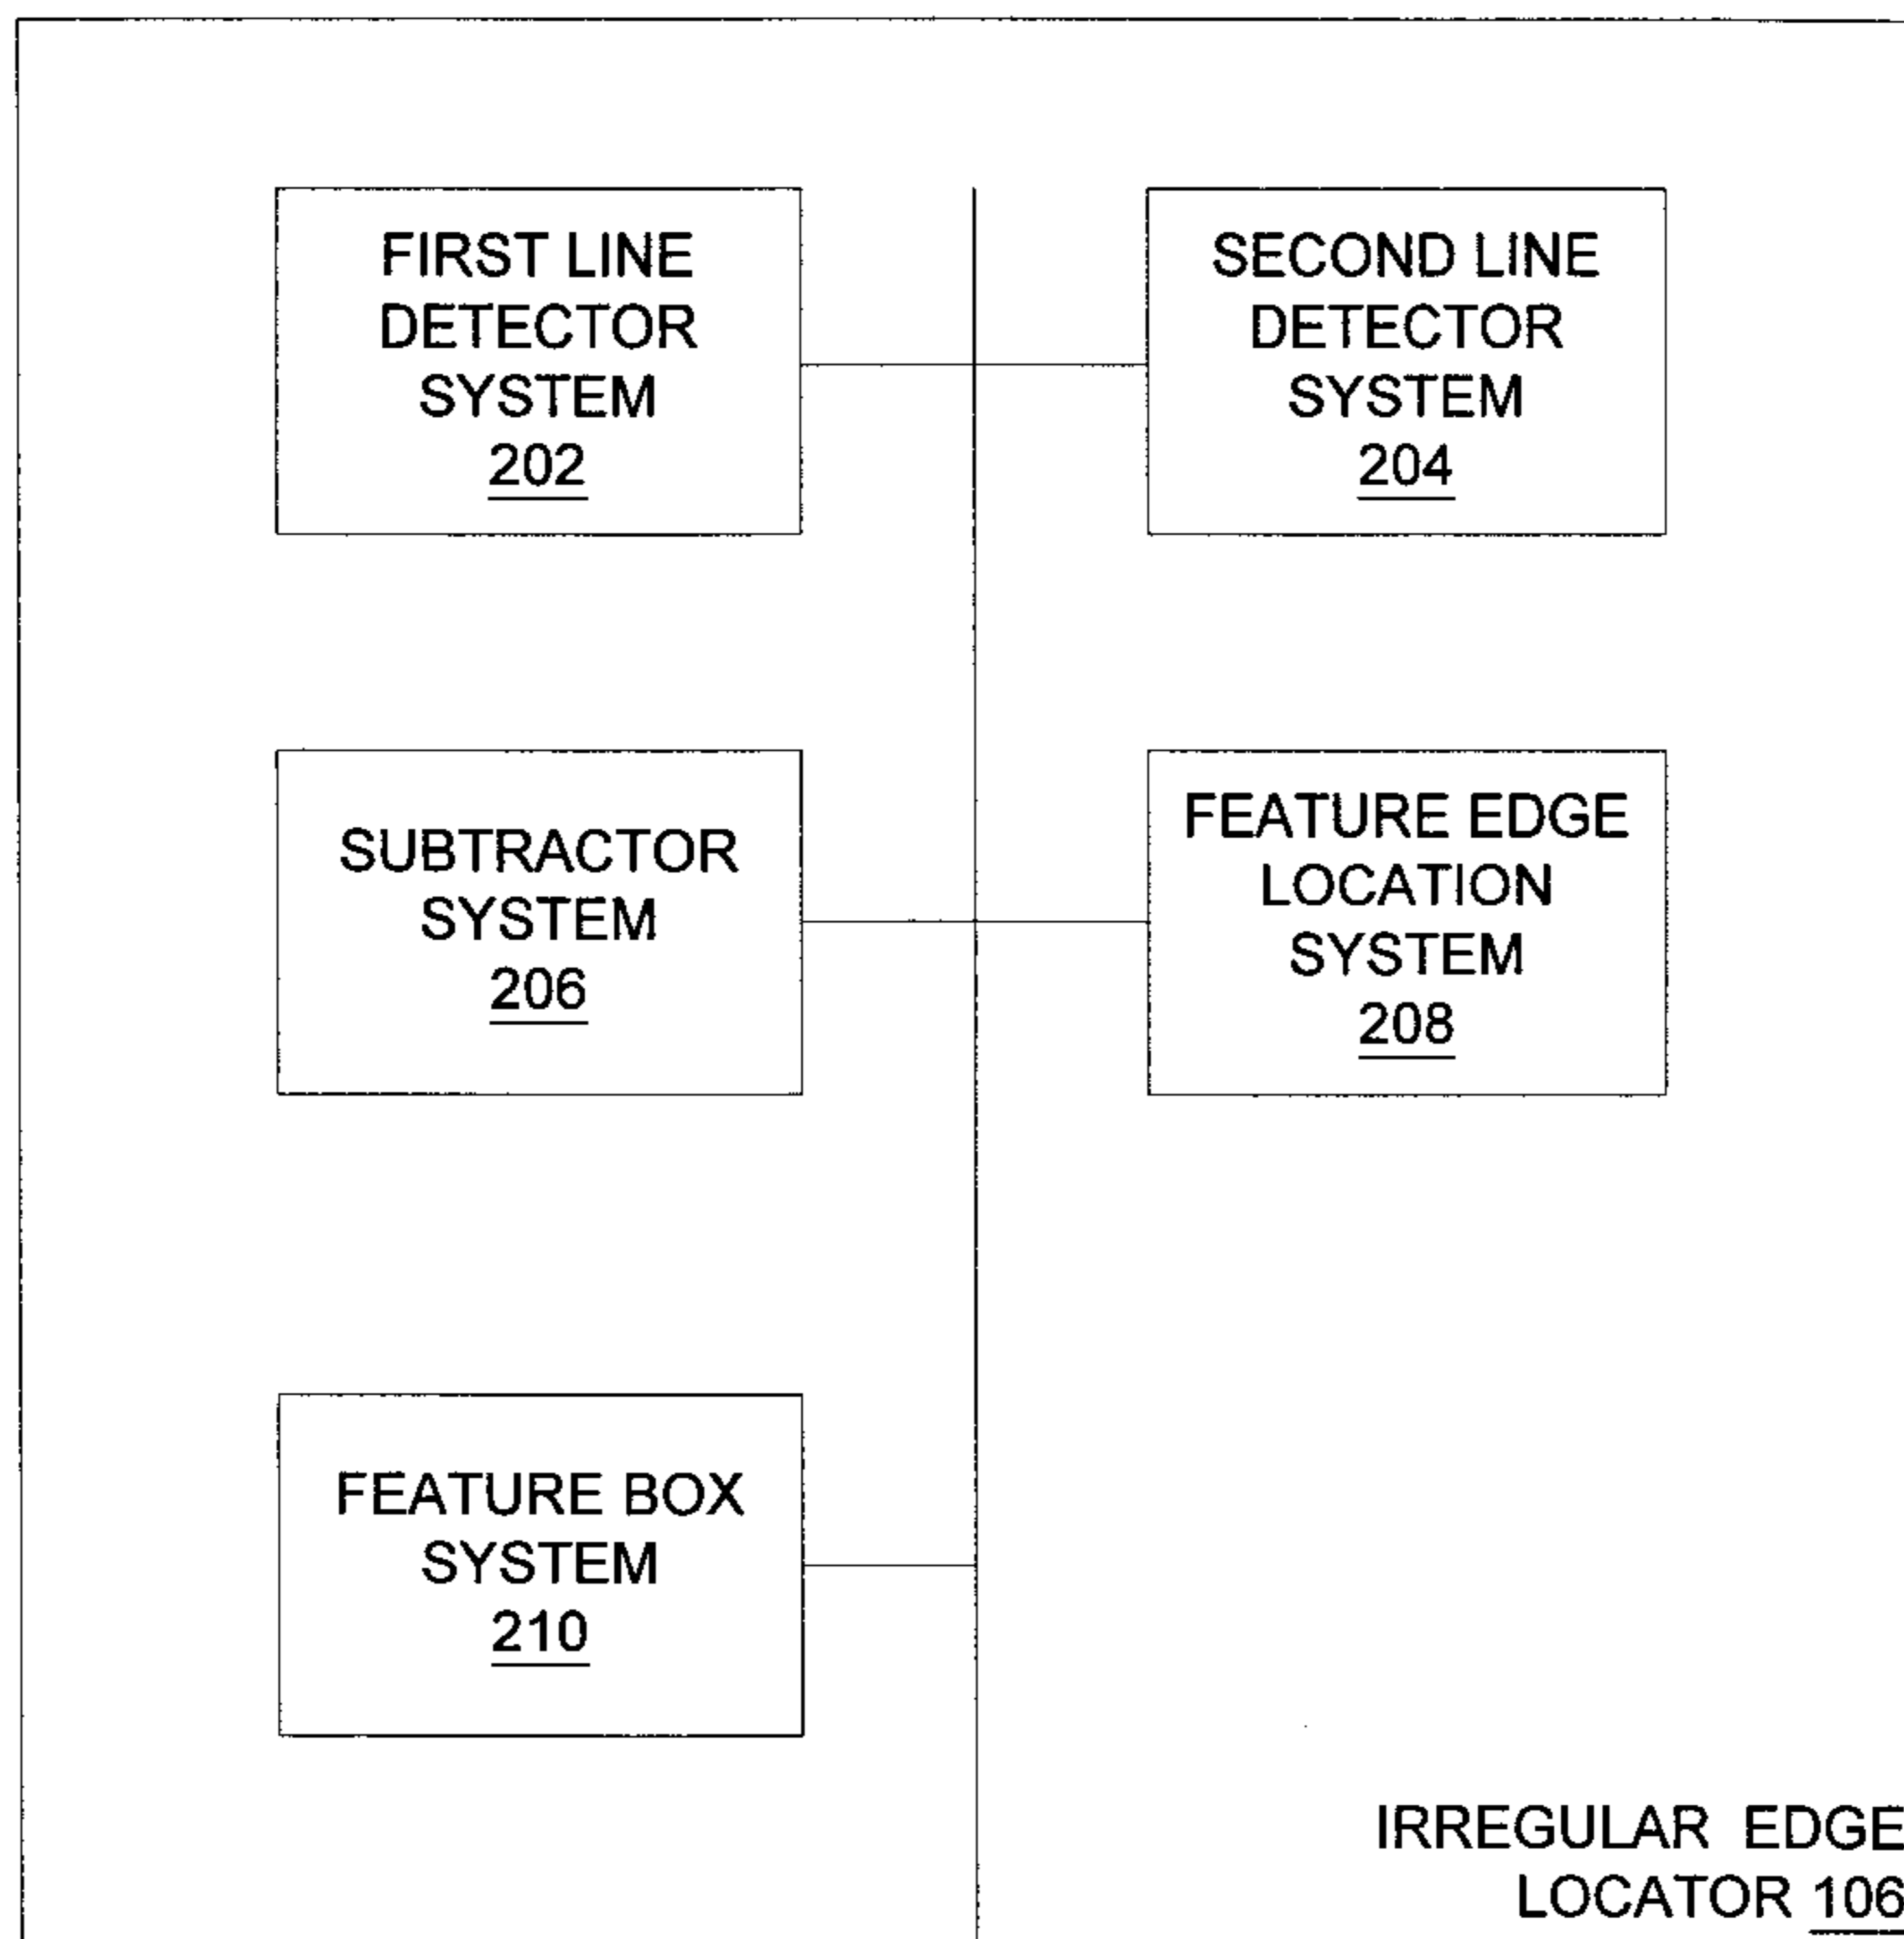 FIRST LINE
DETECTOR
SYSTEM
202
SECOND LINE
DETECTOR
SYSTEM
204
SUBTRACTOR
SYSTEM
206
FEATURE EDGE
LOCATION
SYSTEM
208
FEATURE BOX
SYSTEM
210
IRREGULAR EDGE
LOCATOR 106